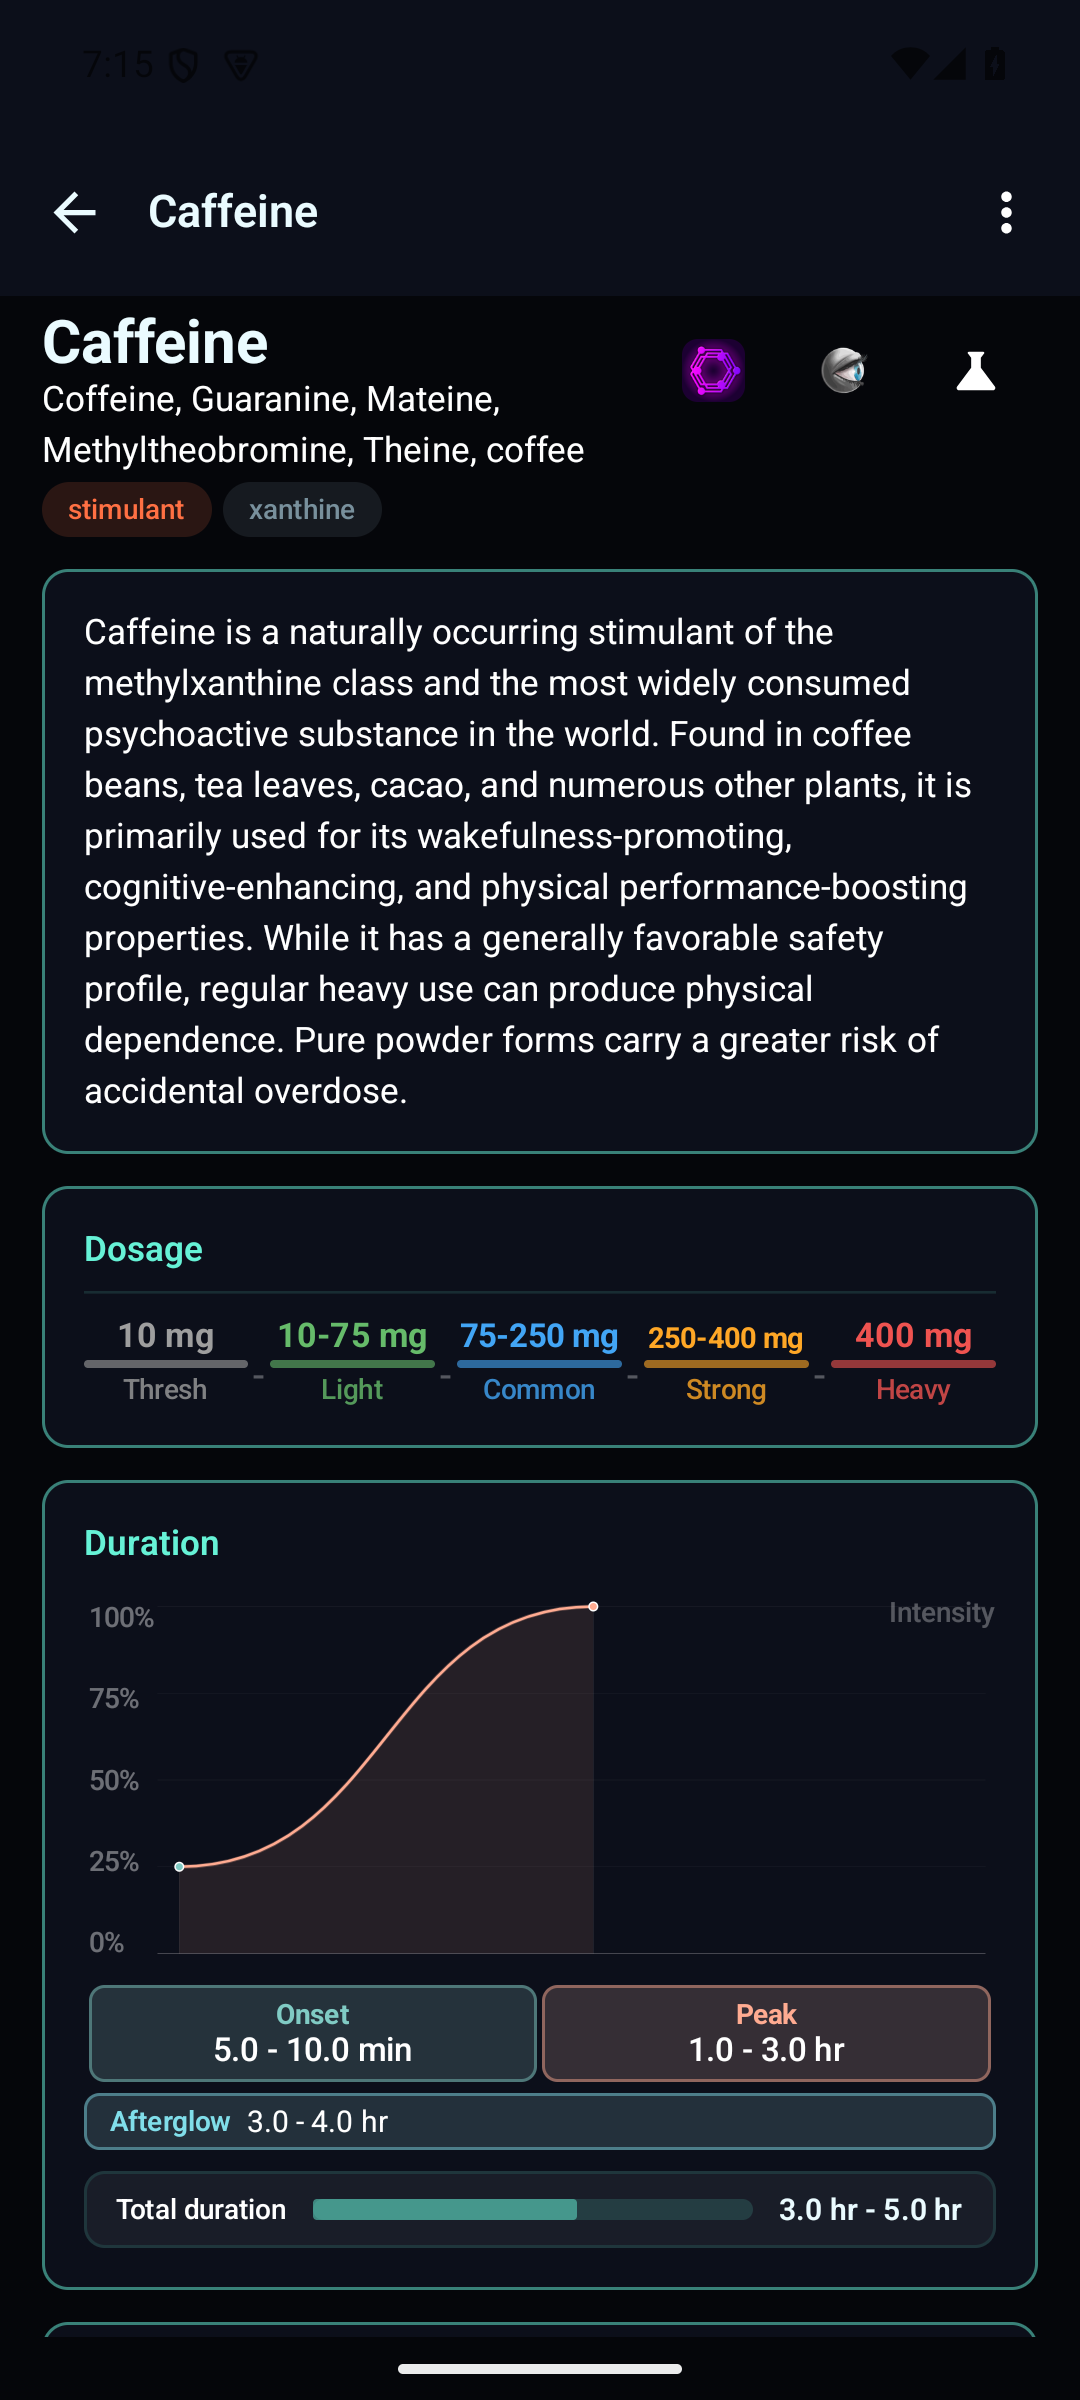 7:15
Caffeine
Caffeine
Coffeine, Guaranine, Mateine,
Methyltheobromine, Theine, coffee
stimulant xanthine
Caffeine is a naturally occurring stimulant of the
methylxanthine class and the most widely consumed
psychoactive substance in the world. Found in coffee
beans, tea leaves, cacao, and numerous other plants, it is
primarily used for its wakefulness-promoting,
cognitive-enhancing, and physical performance-boosting
properties. While it has a generally favorable safety
profile, regular heavy use can produce physical
dependence. Pure powder forms carry a greater risk of
accidental overdose.
Dosage
10 mg 10-75 mg 75-250 mg 250-400 mg 400 mg
Thresh - Light - Common - Strong - Heavy
Duration
100% Intensity
75%
50%
25%
0%
Onset Peak
5.0 - 10.0 min 1.0 - 3.0 hr
Afterglow 3.0 - 4.0 hr
Total duration 3.0 hr - 5.0 hr